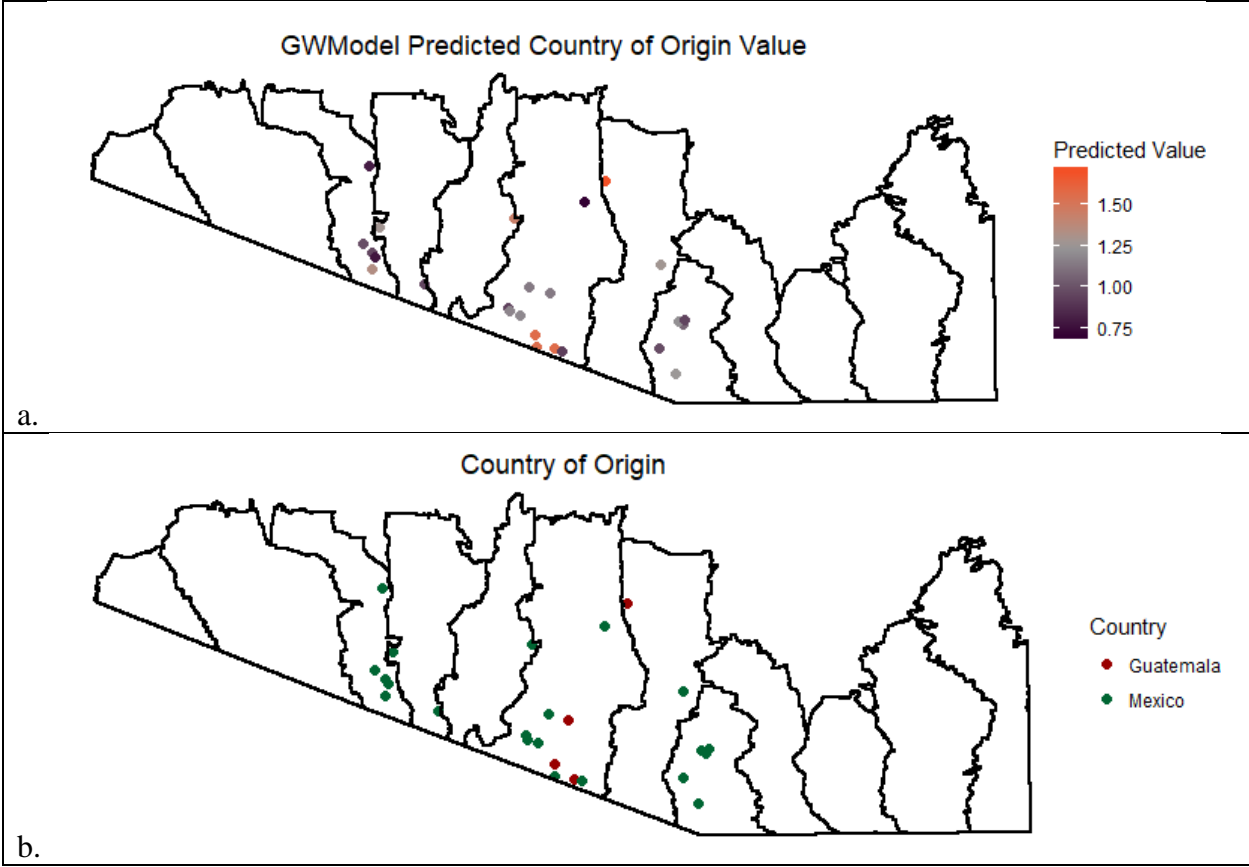 GWModel Predicted Country of Origin Value
Predicted Value
1.50
1.25
1.00
0.75
a.
Country of Origin
Country
Guatemala
Mexico
b.